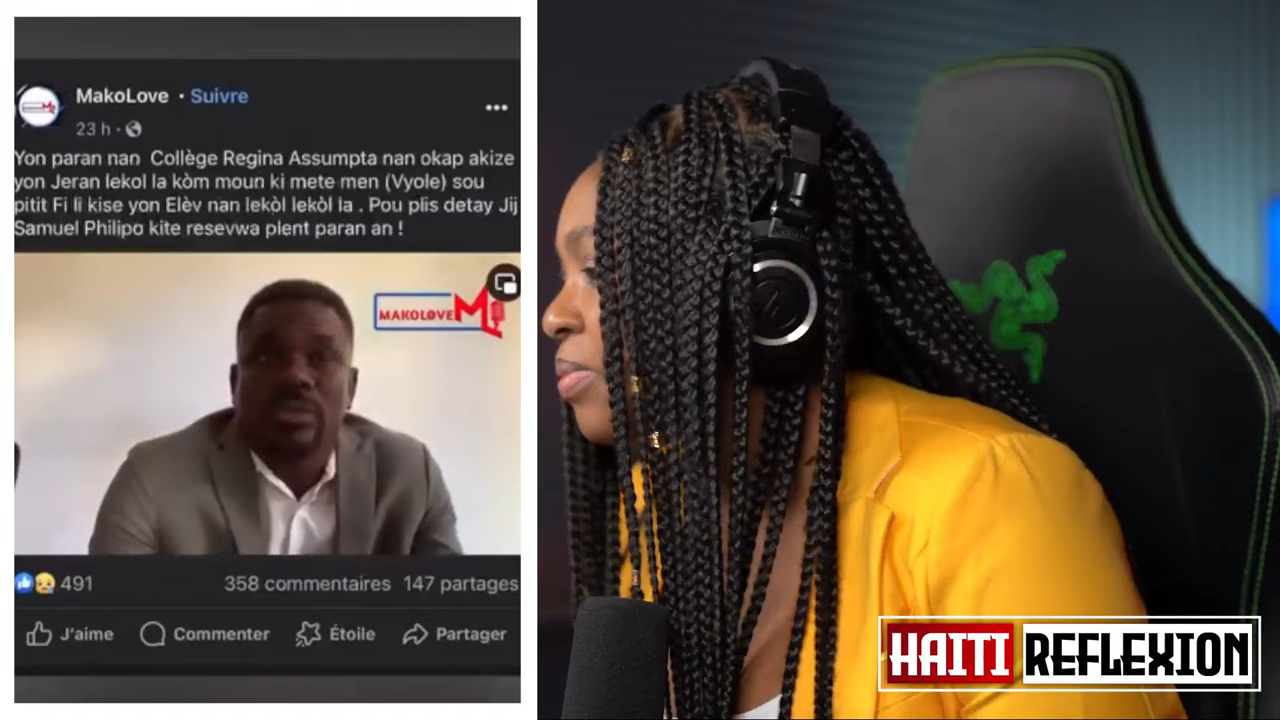 MakoLove • Suivre
23 h •
Yon paran nan Collège Regina Assumpta nan okap akize
yon Jeran lekol la kòm moun ki mete men (Vyole) sou
pitit Fi li kise yon Elèv nan lekòl lekòl la . Pou plis detay Jij
Samuel Philipo kite resevwa plent paran an !
MAKOLOVE ML
491 358 commentaires 147 partages
J'aime Commenter Étoile Partager
HAITI REFLEXION